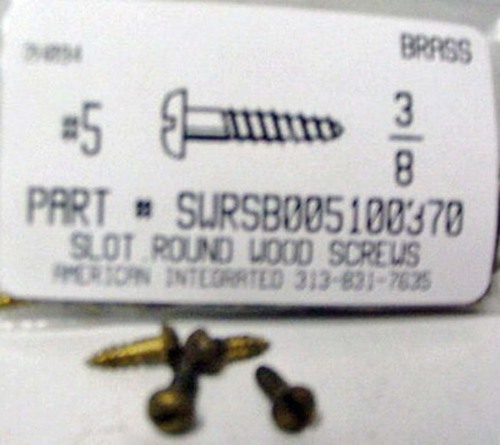 BRASS
#5
3
8
PART # SWRSB005100370
SLOT ROUND WOOD SCREWS
AMERICAN INTEGRATED 313-831-7635